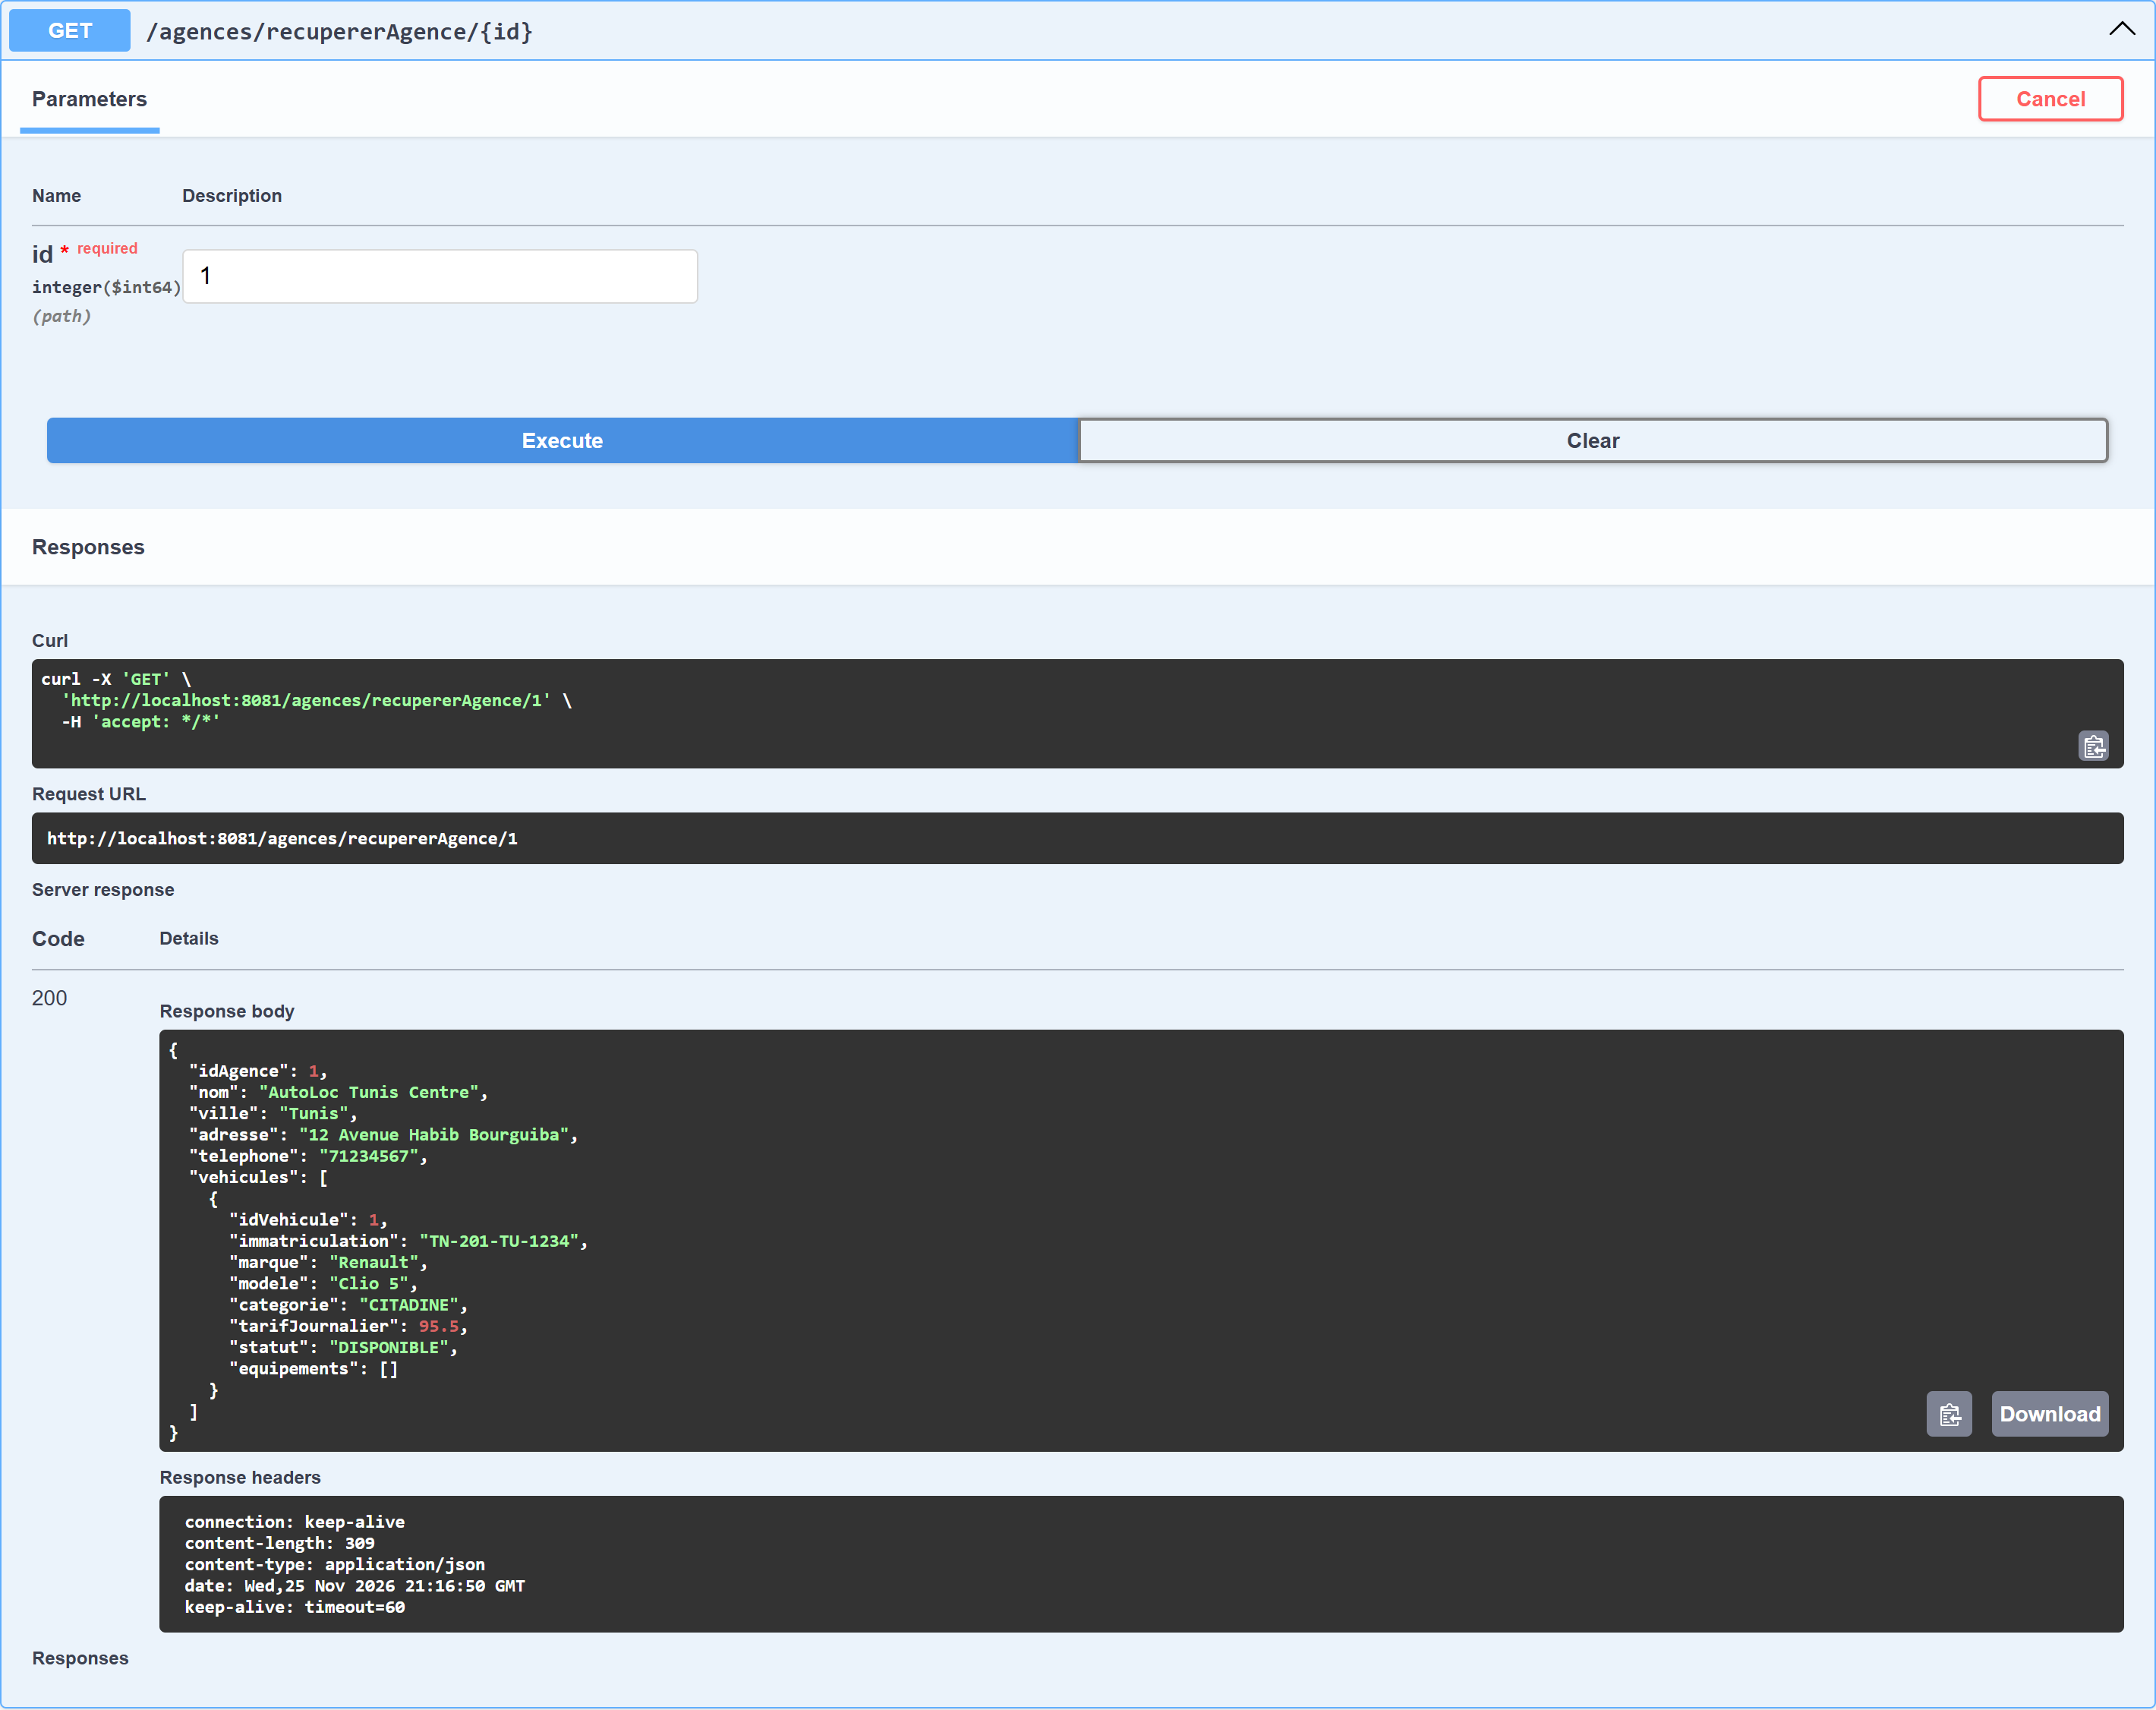 GET /agences/recupererAgence/{id}
Parameters
Cancel
Name Description
id * required
integer($int64)
(path)
1
Execute
Clear
Responses
Curl
curl -X 'GET' \
  'http://localhost:8081/agences/recupererAgence/1' \
  -H 'accept: */*'
Request URL
http://localhost:8081/agences/recupererAgence/1
Server response
Code Details
200
Response body
{
  "idAgence": 1,
  "nom": "AutoLoc Tunis Centre",
  "ville": "Tunis",
  "adresse": "12 Avenue Habib Bourguiba",
  "telephone": "71234567",
  "vehicules": [
    {
      "idVehicule": 1,
      "immatriculation": "TN-201-TU-1234",
      "marque": "Renault",
      "modele": "Clio 5",
      "categorie": "CITADINE",
      "tarifJournalier": 95.5,
      "statut": "DISPONIBLE",
      "equipements": []
    }
  ]
}
Download
Response headers
connection: keep-alive
content-length: 309
content-type: application/json
date: Wed,25 Nov 2026 21:16:50 GMT
keep-alive: timeout=60
Responses